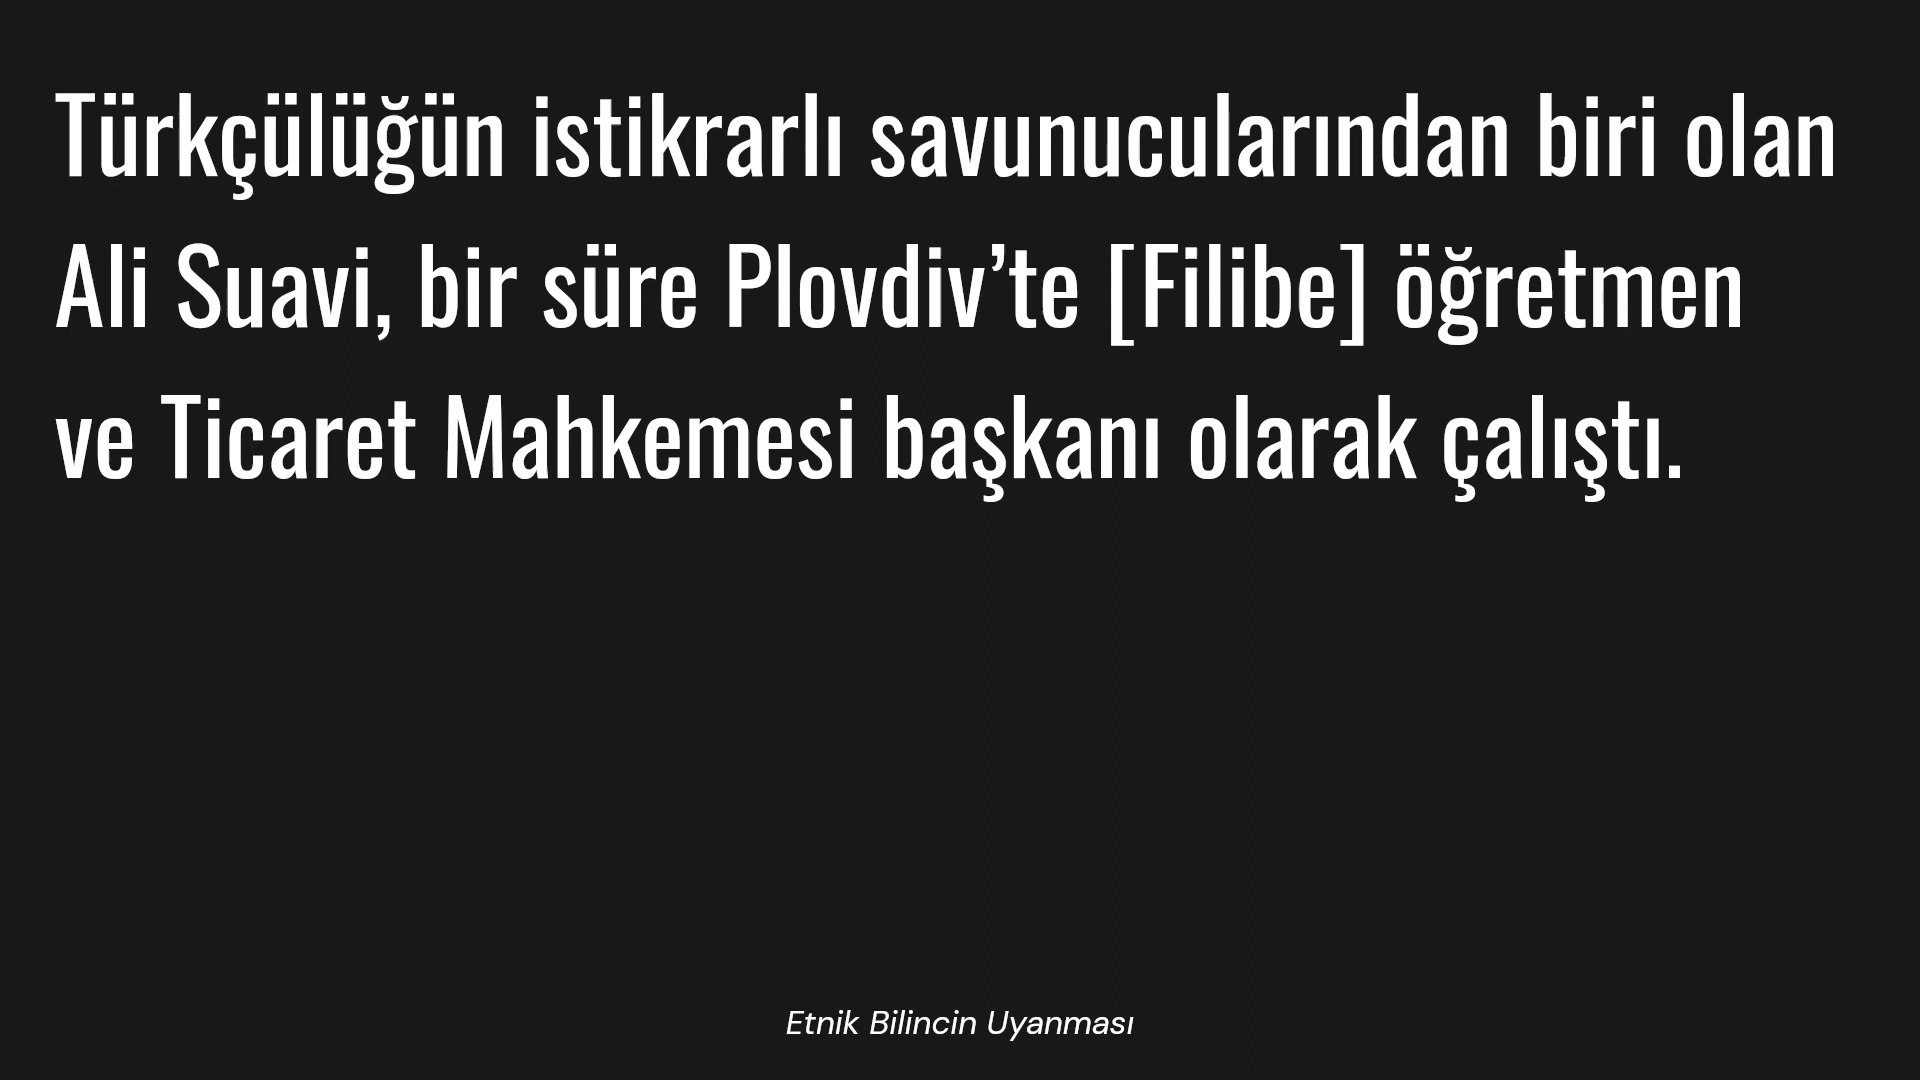 Türkçülüğün istikrarlı savunucularından biri olan
Ali Suavi, bir süre Plovdiv’te [Filibe] öğretmen
ve Ticaret Mahkemesi başkanı olarak çalıştı.
Etnik Bilincin Uyanması